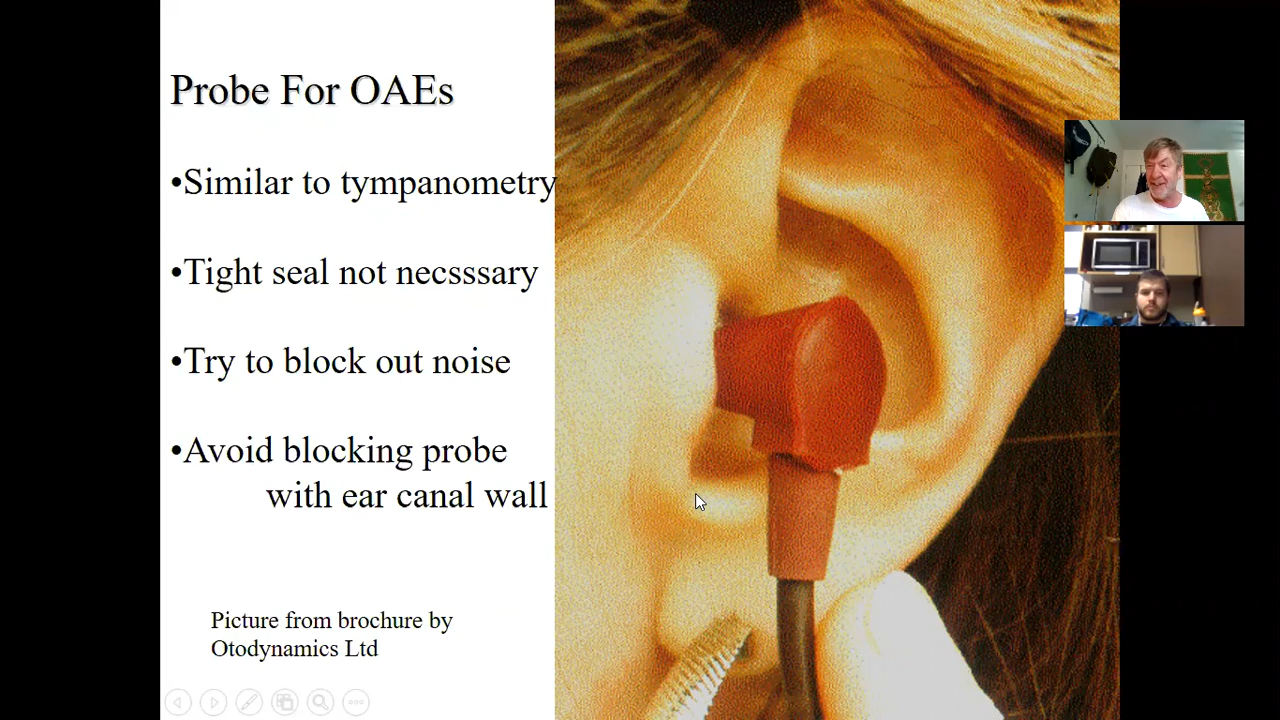 Probe For OAEs
•Similar to tympanometry
•Tight seal not necsssary
•Try to block out noise
•Avoid blocking probe
with ear canal wall
Picture from brochure by
Otodynamics Ltd